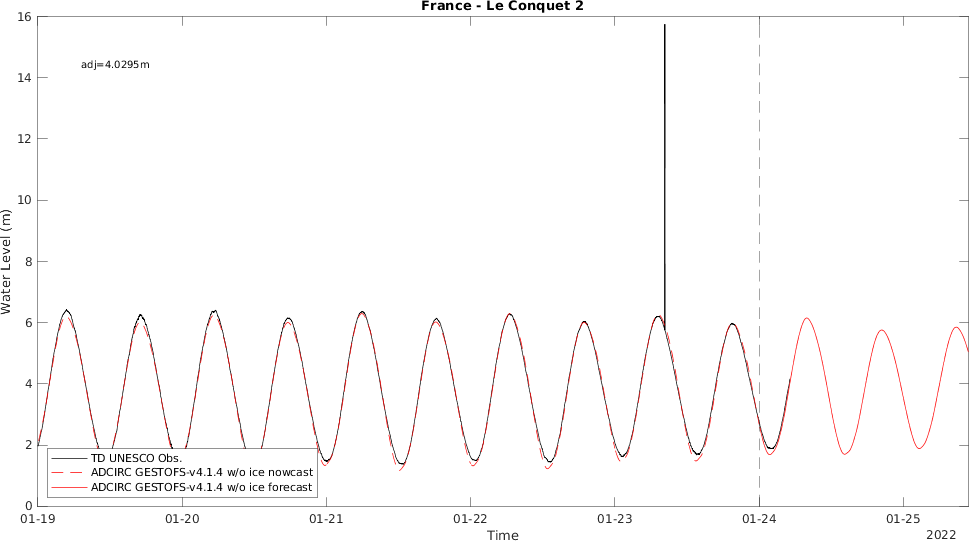 France - Le Conquet 2
16
14
12
10
8
6
4
2
0
Water Level (m)
adj=4.0295m
TD UNESCO Obs.
ADCIRC GESTOFS-v4.1.4 w/o ice nowcast
ADCIRC GESTOFS-v4.1.4 w/o ice forecast
01-19 01-20 01-21 01-22 01-23 01-24 01-25
Time
2022